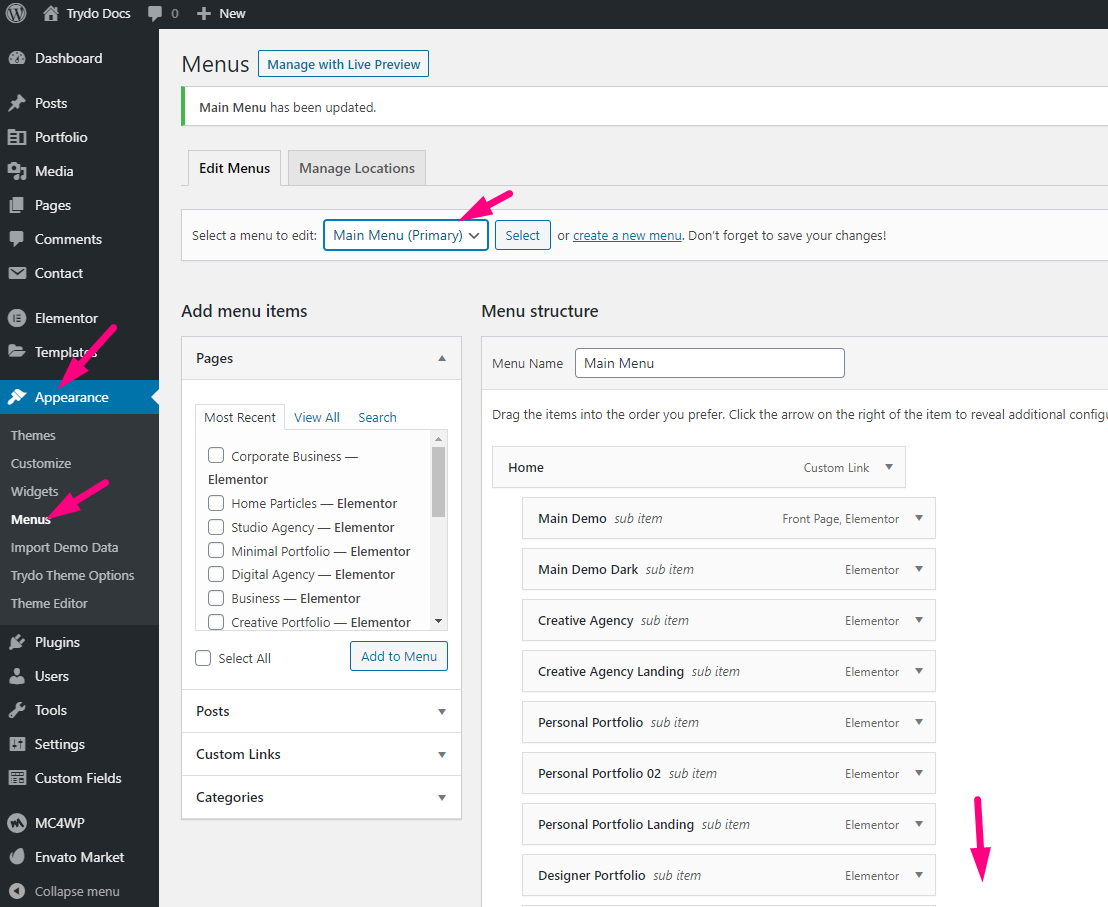 Trydo Docs 0 New
Dashboard
Posts
Portfolio
Media
Pages
Comments
Contact
Elementor
Templates
Appearance
Themes
Customize
Widgets
Menus
Import Demo Data
Trydo Theme Options
Theme Editor
Plugins
Users
Tools
Settings
Custom Fields
MC4WP
Envato Market
Collapse menu
Menus Manage with Live Preview
Main Menu has been updated.
Edit Menus Manage Locations
Select a menu to edit: Main Menu (Primary) Select or create a new menu. Don’t forget to save your changes!
Add menu items
Pages
Most Recent View All Search
Corporate Business —
Elementor
Home Particles — Elementor
Studio Agency — Elementor
Minimal Portfolio — Elementor
Digital Agency — Elementor
Business — Elementor
Creative Portfolio — Elementor
Select All Add to Menu
Posts
Custom Links
Categories
Menu structure
Menu Name Main Menu
Drag the items into the order you prefer. Click the arrow on the right of the item to reveal additional
Home Custom Link
Main Demo sub item Front Page, Elementor
Main Demo Dark sub item Elementor
Creative Agency sub item Elementor
Creative Agency Landing sub item Elementor
Personal Portfolio sub item Elementor
Personal Portfolio 02 sub item Elementor
Personal Portfolio Landing sub item Elementor
Designer Portfolio sub item Elementor